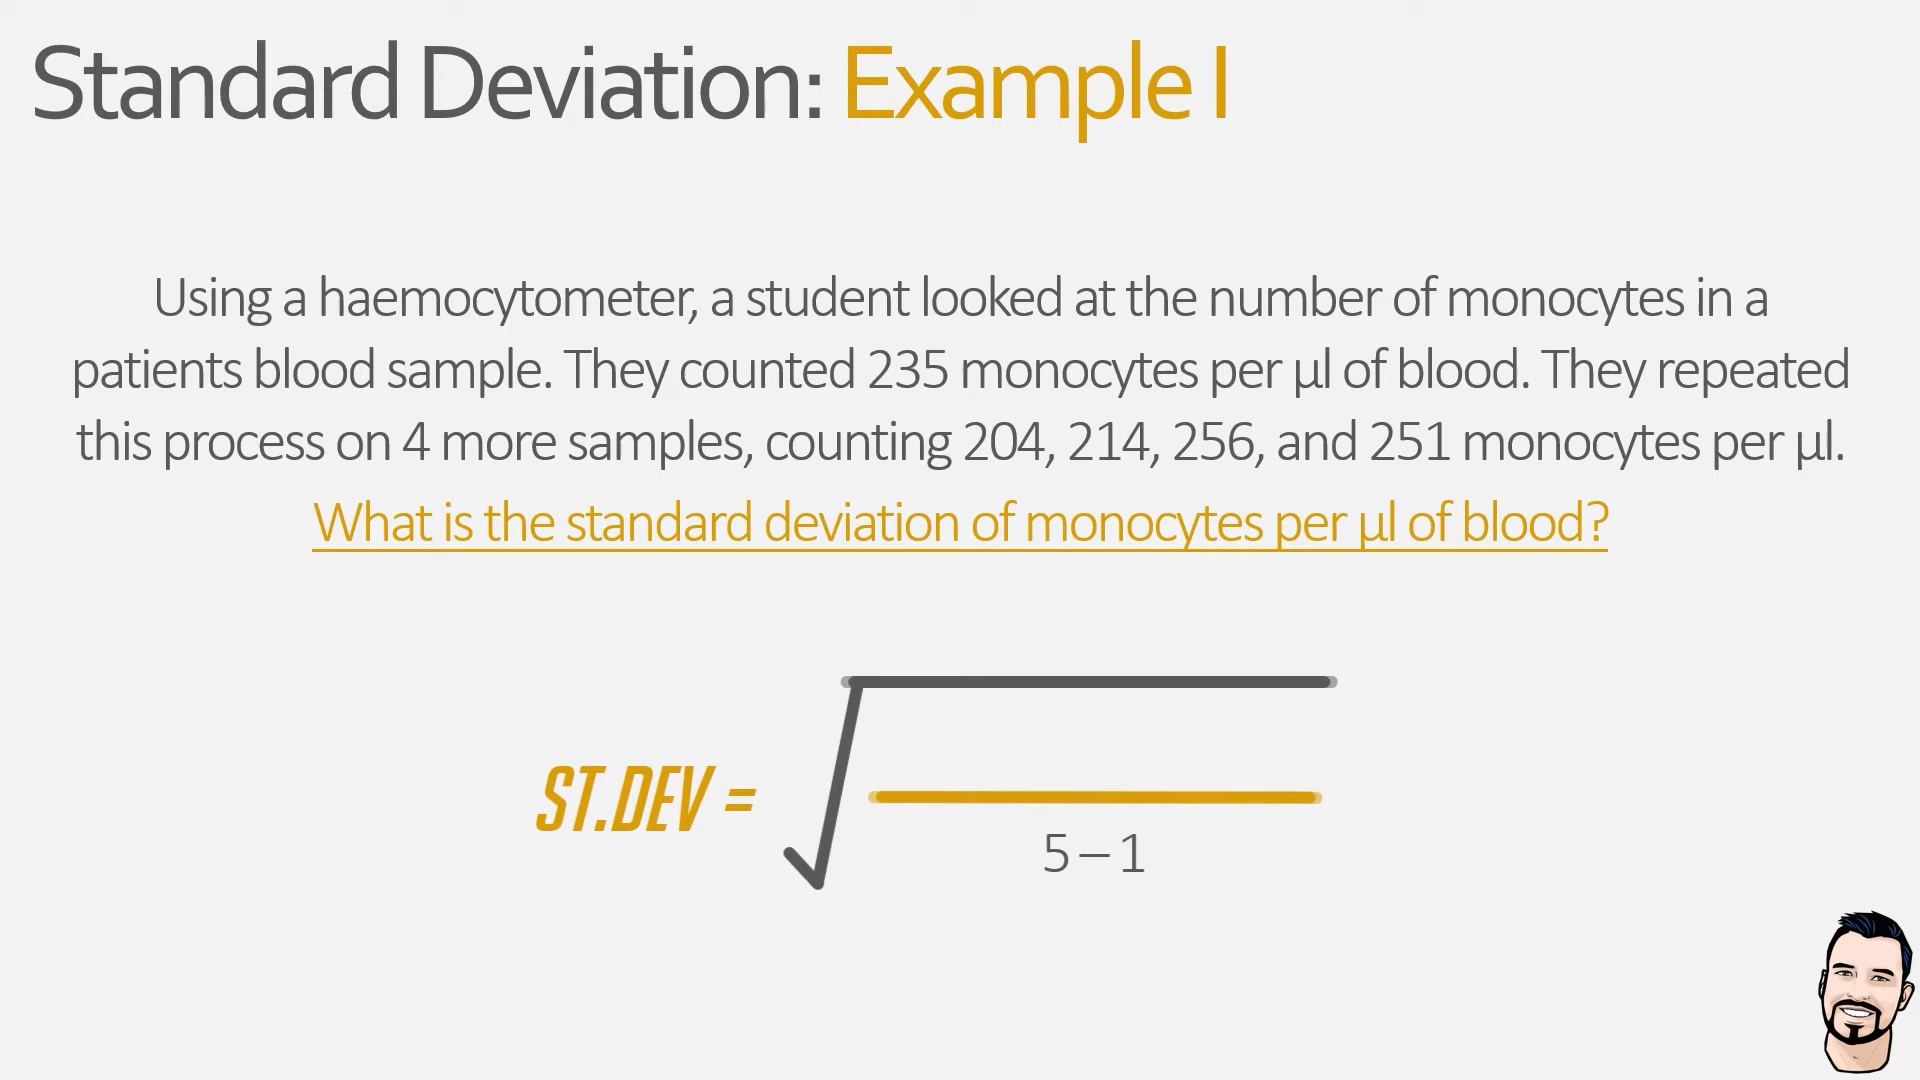 Standard Deviation: Example I
Using a haemocytometer, a student looked at the number of monocytes in a
patients blood sample. They counted 235 monocytes per µl of blood. They repeated
this process on 4 more samples, counting 204, 214, 256, and 251 monocytes per µl.
What is the standard deviation of monocytes per µl of blood?
ST.DEV = √
5 – 1